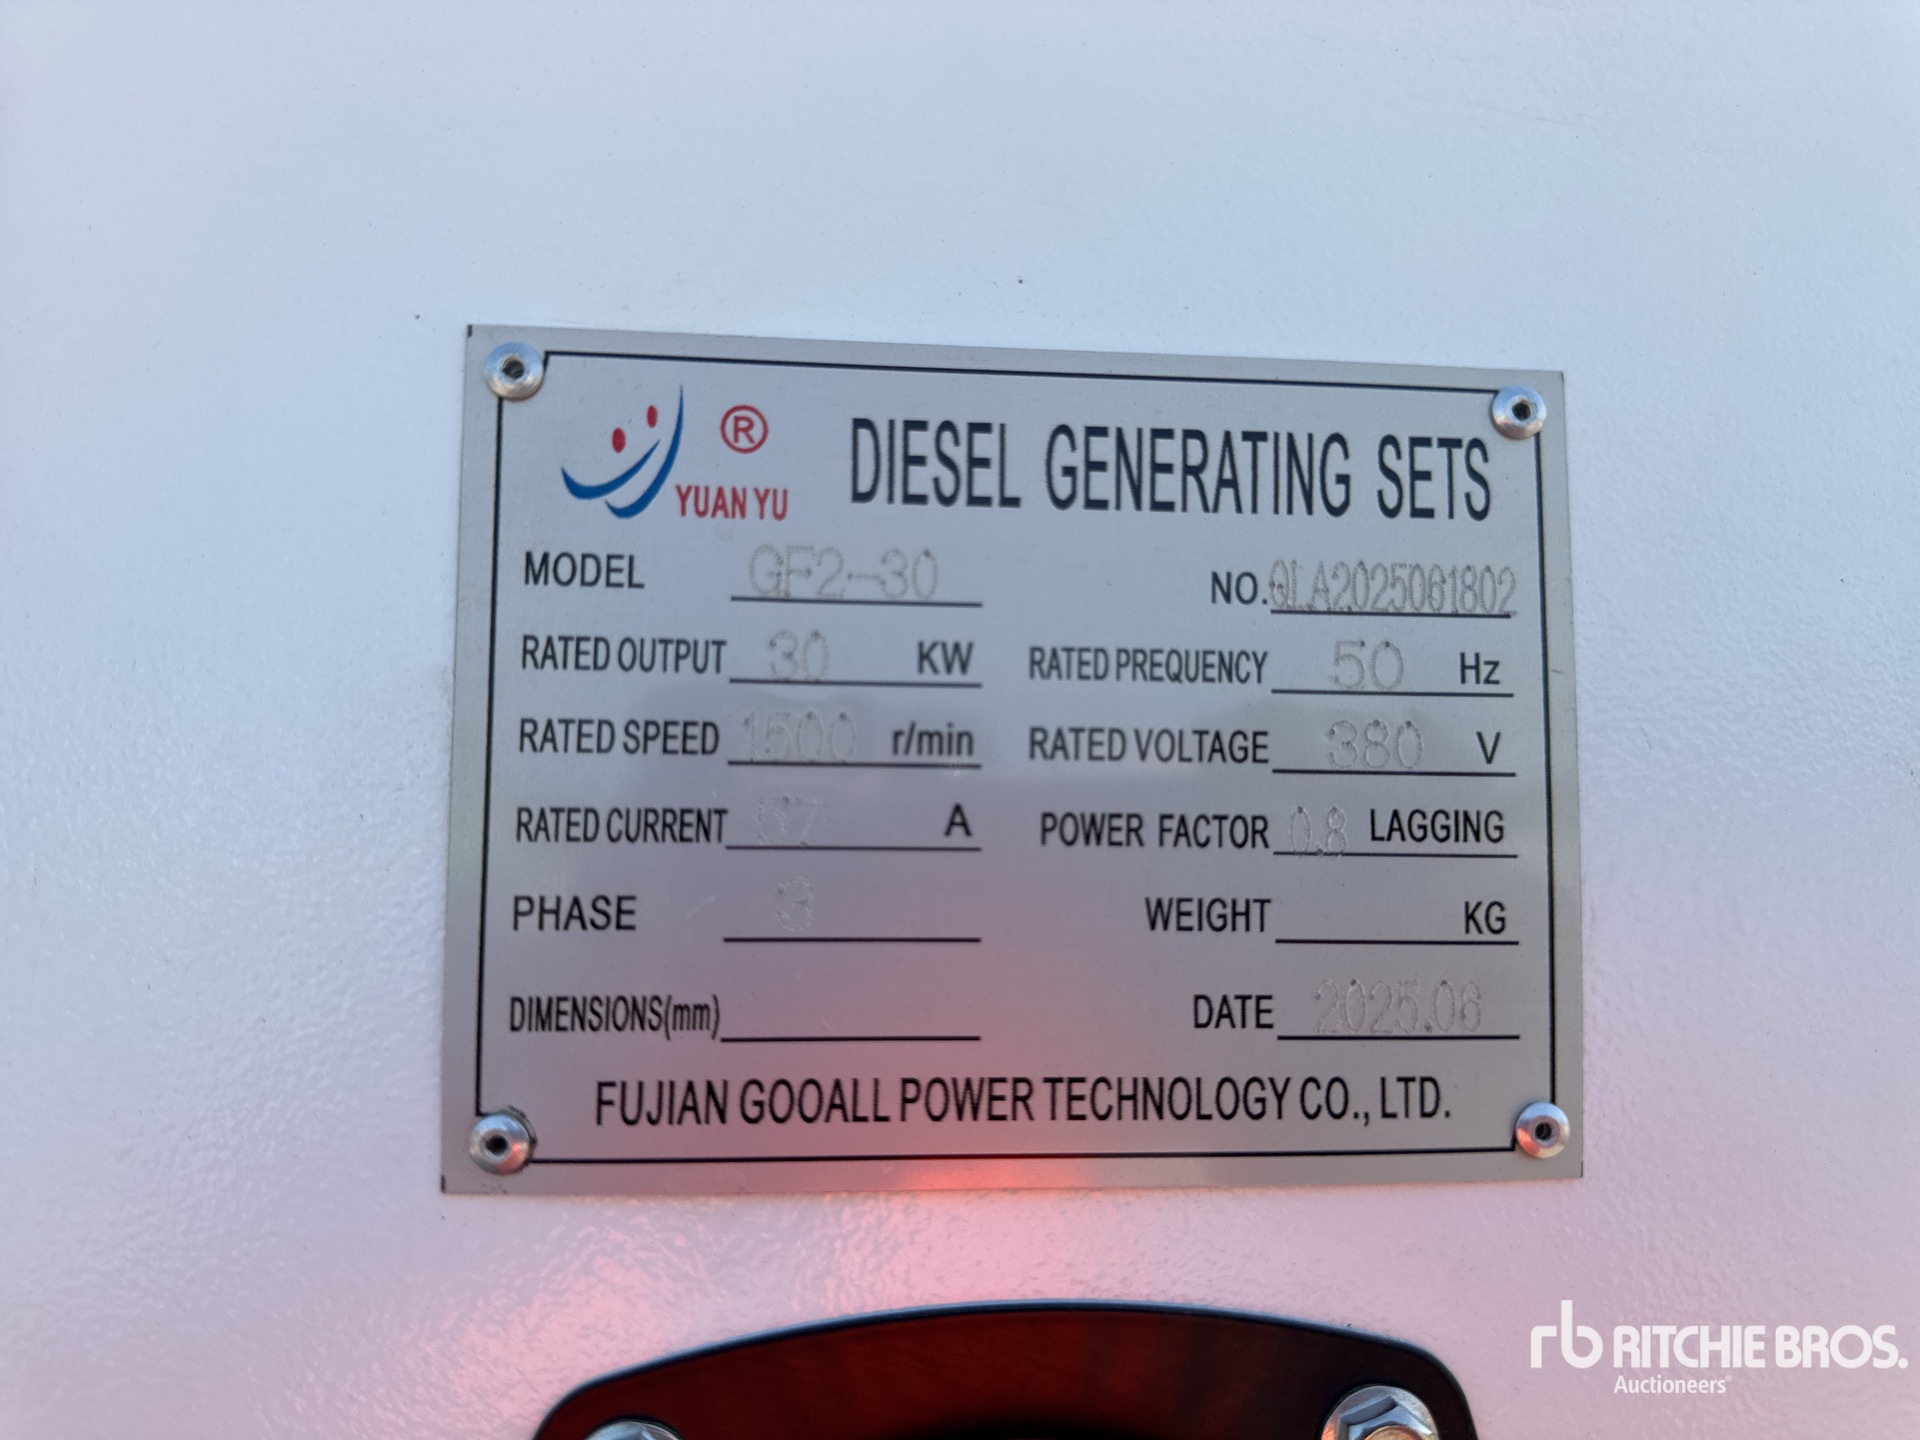 ® YUAN YU DIESEL GENERATING SETS
MODEL GF2-30 NO. QLA2025061802
RATED OUTPUT 30 KW RATED PREQUENCY 50 Hz
RATED SPEED 1500 r/min RATED VOLTAGE 380 V
RATED CURRENT A POWER FACTOR 0.8 LAGGING
PHASE 3 WEIGHT KG
DIMENSIONS(mm) DATE 2025.06
FUJIAN GOOALL POWER TECHNOLOGY CO., LTD.
rb RITCHIE BROS.
Auctioneers